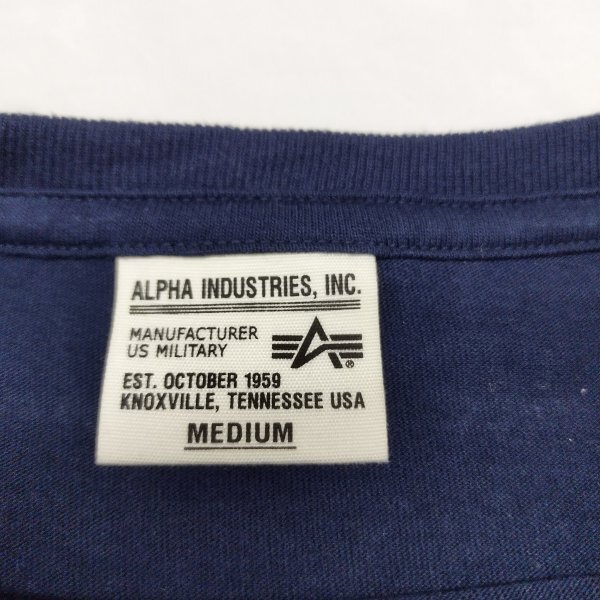 ALPHA INDUSTRIES, INC.
MANUFACTURER
US MILITARY
A®
EST. OCTOBER 1959
KNOXVILLE, TENNESSEE USA
MEDIUM